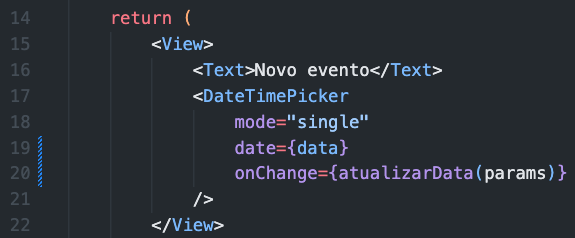 14 return (
15 <View>
16 <Text>Novo evento</Text>
17 <DateTimePicker
18 mode="single"
19 date={data}
20 onChange={atualizarData(params)}
21 />
22 </View>